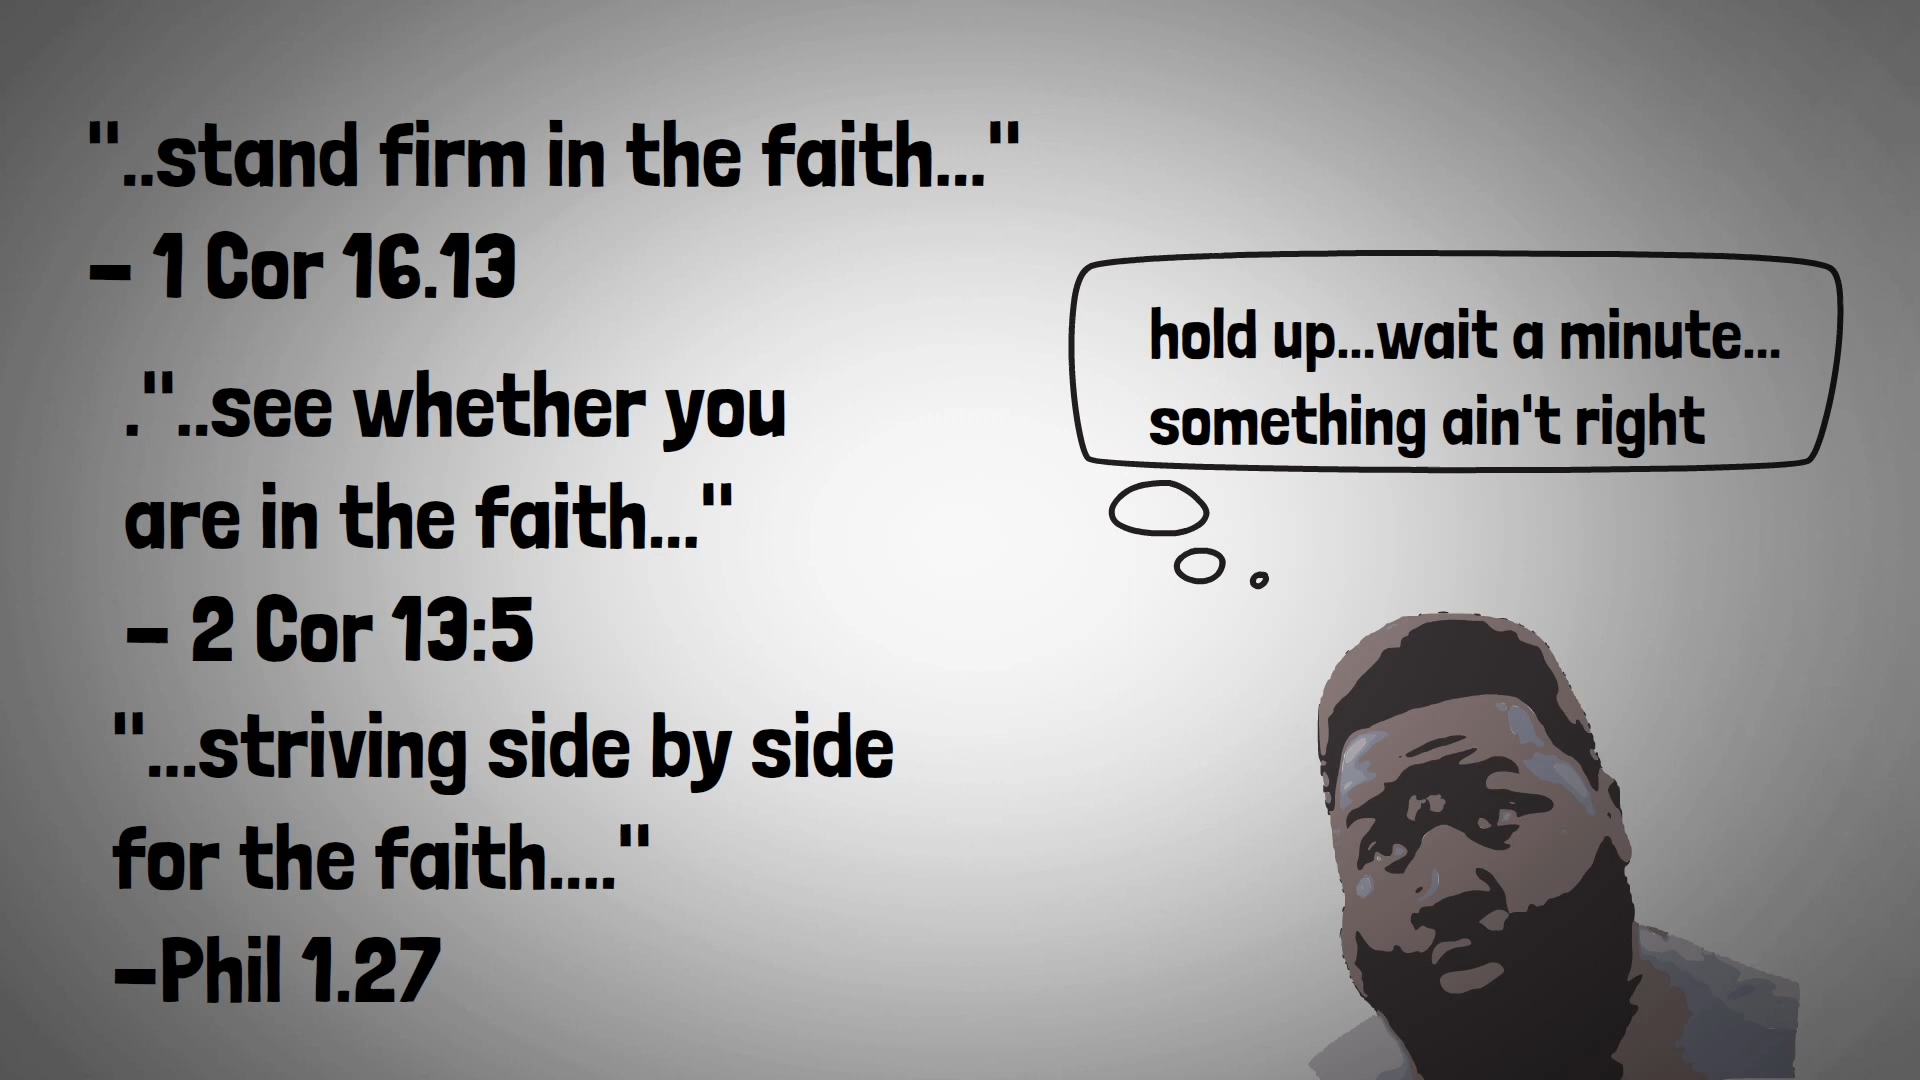 "..stand firm in the faith..."
- 1 Cor 16.13
."..see whether you
are in the faith..."
- 2 Cor 13:5
"...striving side by side
for the faith...."
-Phil 1.27
hold up...wait a minute...
something ain't right